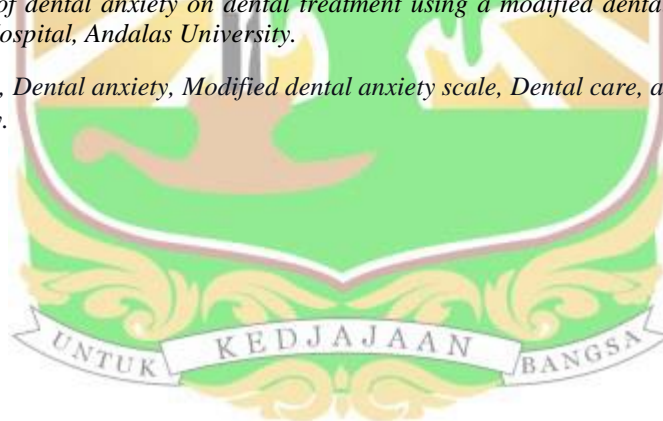 of dental anxiety on dental treatment using a modified dental
ospital, Andalas University.
, Dental anxiety, Modified dental anxiety scale, Dental care, a
y.
UNTUK KEDJAJAAN BANGSA